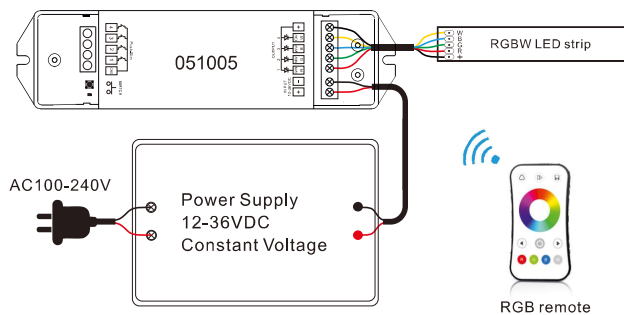 051005
W
B
G
R
+
RGBW LED strip
AC100-240V
Power Supply
12-36VDC
Constant Voltage
RGB remote